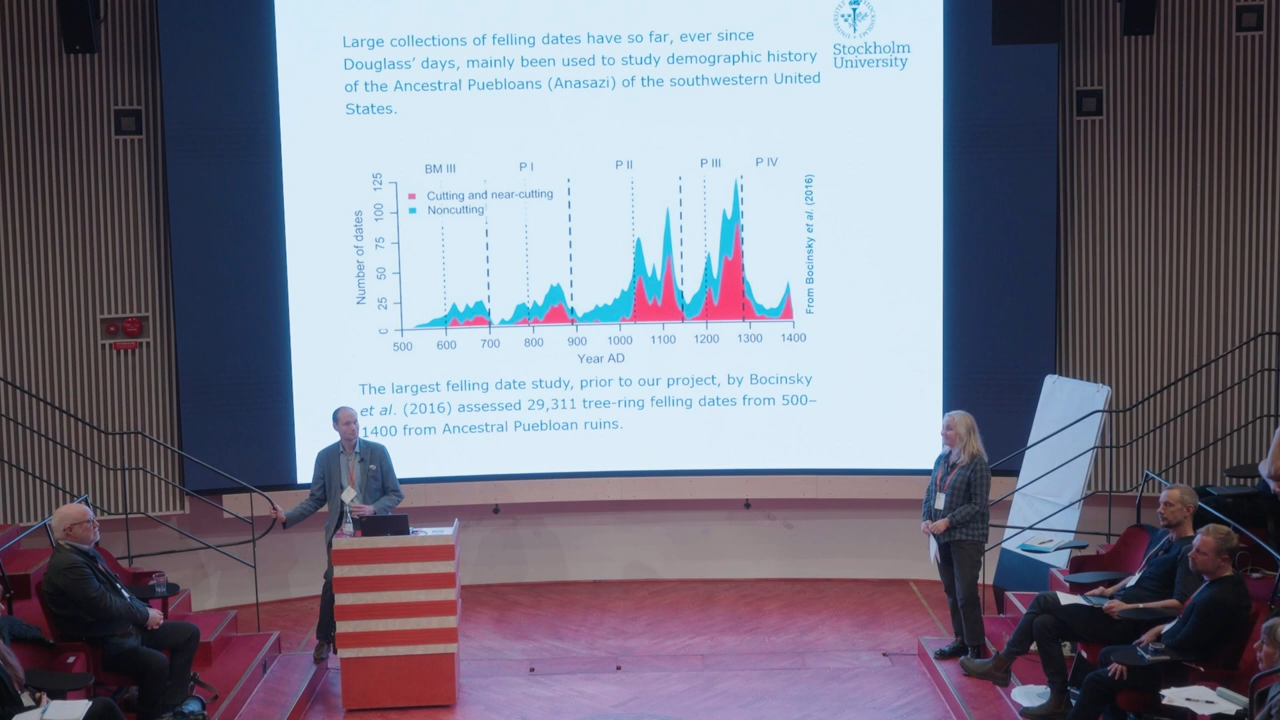 Large collections of felling dates have so far, ever since
Douglass’ days, mainly been used to study demographic history
of the Ancestral Puebloans (Anasazi) of the southwestern United
States.
Stockholm
University
BM III
P I
P II
P III
P IV
Cutting and near-cutting
Noncutting
Number of dates
125
100
75
50
25
0
500 600 700 800 900 1000 1100 1200 1300 1400
Year AD
From Bocinsky et al. (2016)
The largest felling date study, prior to our project, by Bocinsky
et al. (2016) assessed 29,311 tree-ring felling dates from 500–
1400 from Ancestral Puebloan ruins.